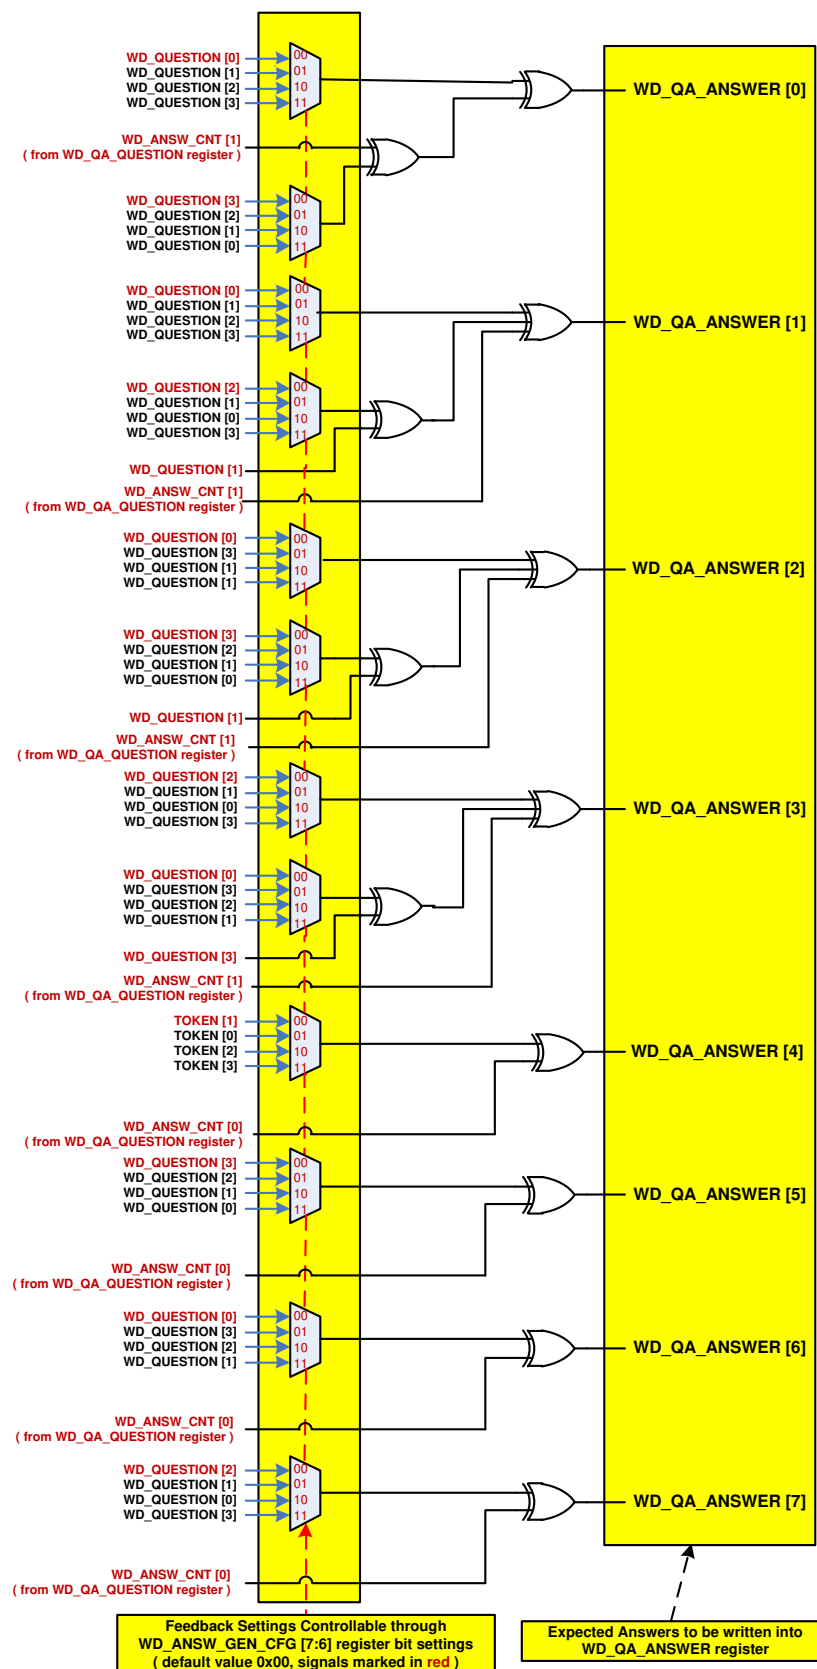 WD_QUESTION [0]
WD_QUESTION [1]
WD_QUESTION [2]
WD_QUESTION [3]
00
01
10
11
WD_QA_ANSWER [0]
WD_ANSW_CNT [1]
( from WD_QA_QUESTION register )
WD_QUESTION [3]
WD_QUESTION [2]
WD_QUESTION [1]
WD_QUESTION [0]
00
01
10
11
WD_QUESTION [0]
WD_QUESTION [1]
WD_QUESTION [2]
WD_QUESTION [3]
00
01
10
11
WD_QA_ANSWER [1]
WD_QUESTION [2]
WD_QUESTION [1]
WD_QUESTION [0]
WD_QUESTION [3]
00
01
10
11
WD_QUESTION [1]
WD_ANSW_CNT [1]
( from WD_QA_QUESTION register )
WD_QUESTION [0]
WD_QUESTION [3]
WD_QUESTION [1]
WD_QUESTION [1]
00
01
10
11
WD_QA_ANSWER [2]
WD_QUESTION [3]
WD_QUESTION [2]
WD_QUESTION [1]
WD_QUESTION [0]
00
01
10
11
WD_QUESTION [1]
WD_ANSW_CNT [1]
( from WD_QA_QUESTION register )
WD_QUESTION [2]
WD_QUESTION [1]
WD_QUESTION [0]
WD_QUESTION [3]
00
01
10
11
WD_QA_ANSWER [3]
WD_QUESTION [0]
WD_QUESTION [3]
WD_QUESTION [2]
WD_QUESTION [1]
00
01
10
11
WD_QUESTION [3]
WD_ANSW_CNT [1]
( from WD_QA_QUESTION register )
TOKEN [1]
TOKEN [0]
TOKEN [2]
TOKEN [3]
00
01
10
11
WD_QA_ANSWER [4]
WD_ANSW_CNT [0]
( from WD_QA_QUESTION register )
WD_QUESTION [3]
WD_QUESTION [2]
WD_QUESTION [1]
WD_QUESTION [0]
00
01
10
11
WD_QA_ANSWER [5]
WD_ANSW_CNT [0]
( from WD_QA_QUESTION register )
WD_QUESTION [0]
WD_QUESTION [3]
WD_QUESTION [2]
WD_QUESTION [1]
00
01
10
11
WD_QA_ANSWER [6]
WD_ANSW_CNT [0]
( from WD_QA_QUESTION register )
WD_QUESTION [2]
WD_QUESTION [1]
WD_QUESTION [0]
WD_QUESTION [3]
00
01
10
11
WD_QA_ANSWER [7]
WD_ANSW_CNT [0]
( from WD_QA_QUESTION register )
Feedback Settings Controllable through
WD_ANSW_GEN_CFG [7:6] register bit settings
( default value 0x00, signals marked in red )
Expected Answers to be written into
WD_QA_ANSWER register